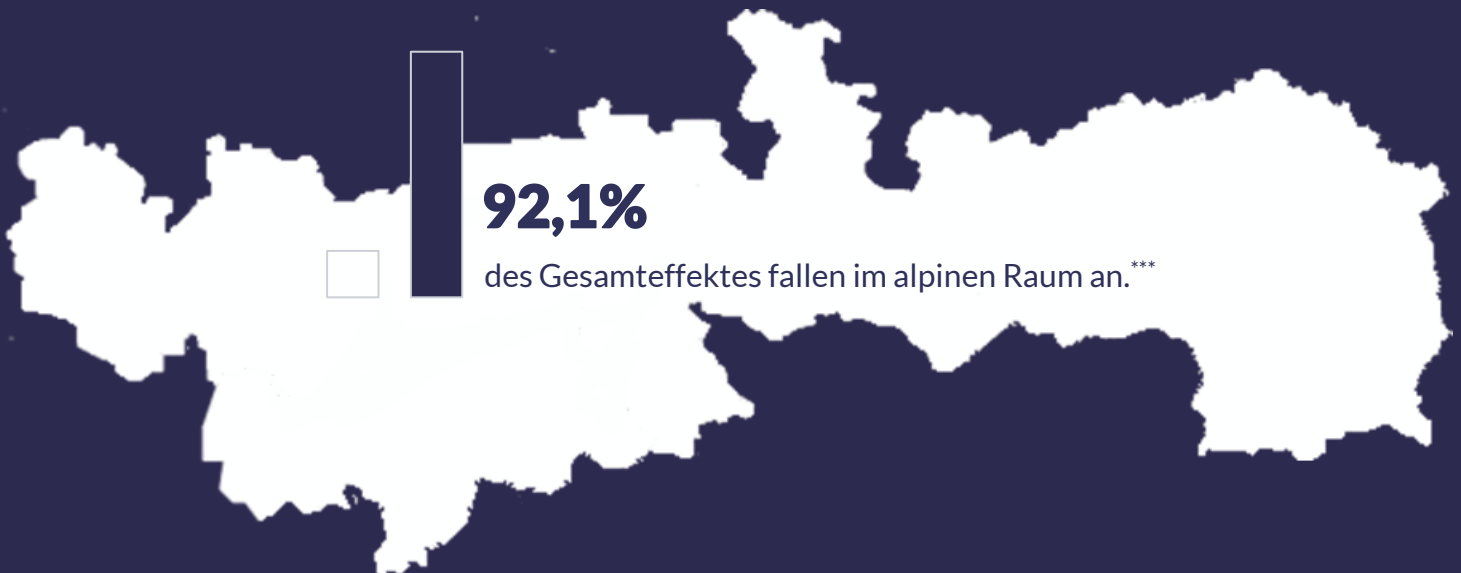 92,1%
des Gesamteffektes fallen im alpinen Raum an.***